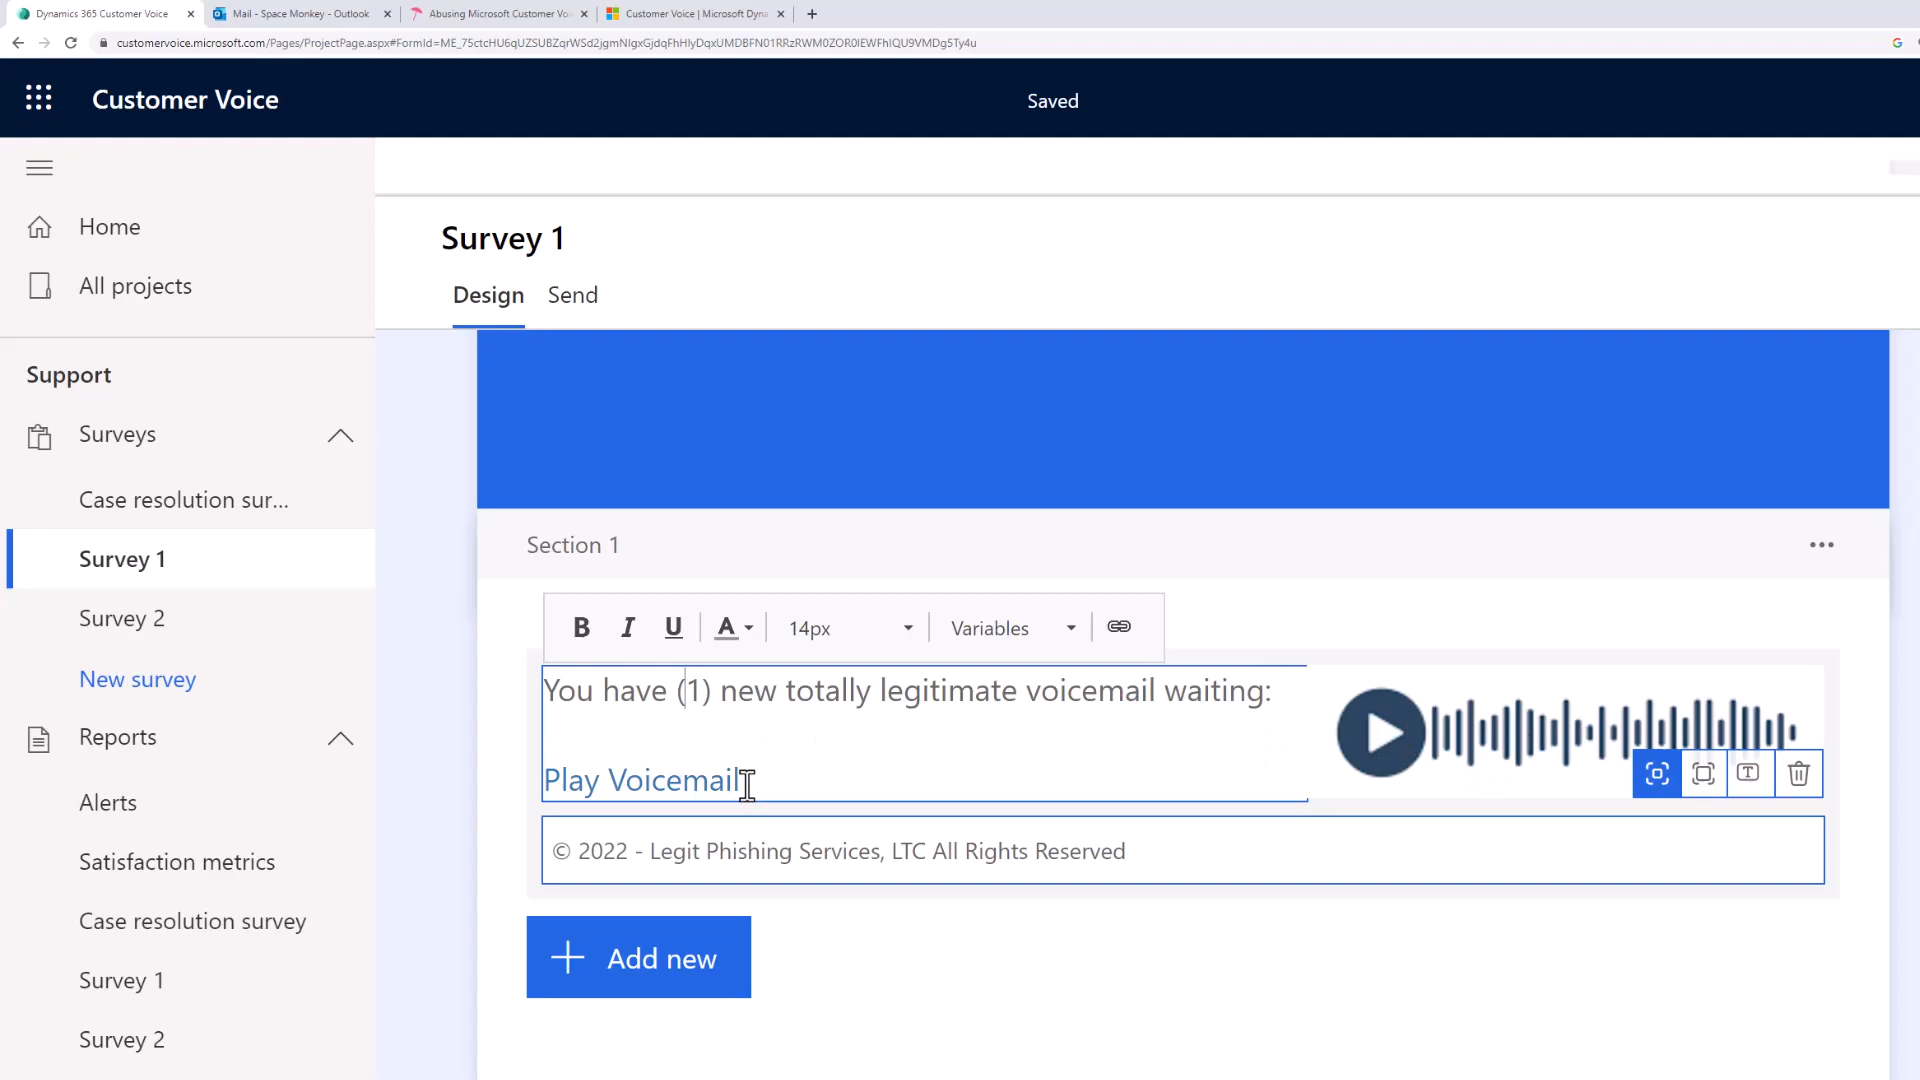 Dynamics 365 Customer Voice
Mail - Space Monkey - Outlook
Abusing Microsoft Customer Voi
Customer Voice | Microsoft Dyna
customervoice.microsoft.com/Pages/ProjectPage.aspx#FormId=ME_75ctcHU6qUZSUBZqrWSd2jgmNIgxGjdqFhHlyDqxUMDBFN01RRzRWM0ZOR0lEWFhIQU9VMDg5Ty4u
Customer Voice
Saved
Home
All projects
Support
Surveys
Case resolution sur...
Survey 1
Survey 2
New survey
Reports
Alerts
Satisfaction metrics
Case resolution survey
Survey 1
Survey 2
Survey 1
Design Send
Section 1
B I U A 14px Variables
You have (1) new totally legitimate voicemail waiting:
Play Voicemail
© 2022 - Legit Phishing Services, LTC All Rights Reserved
Add new